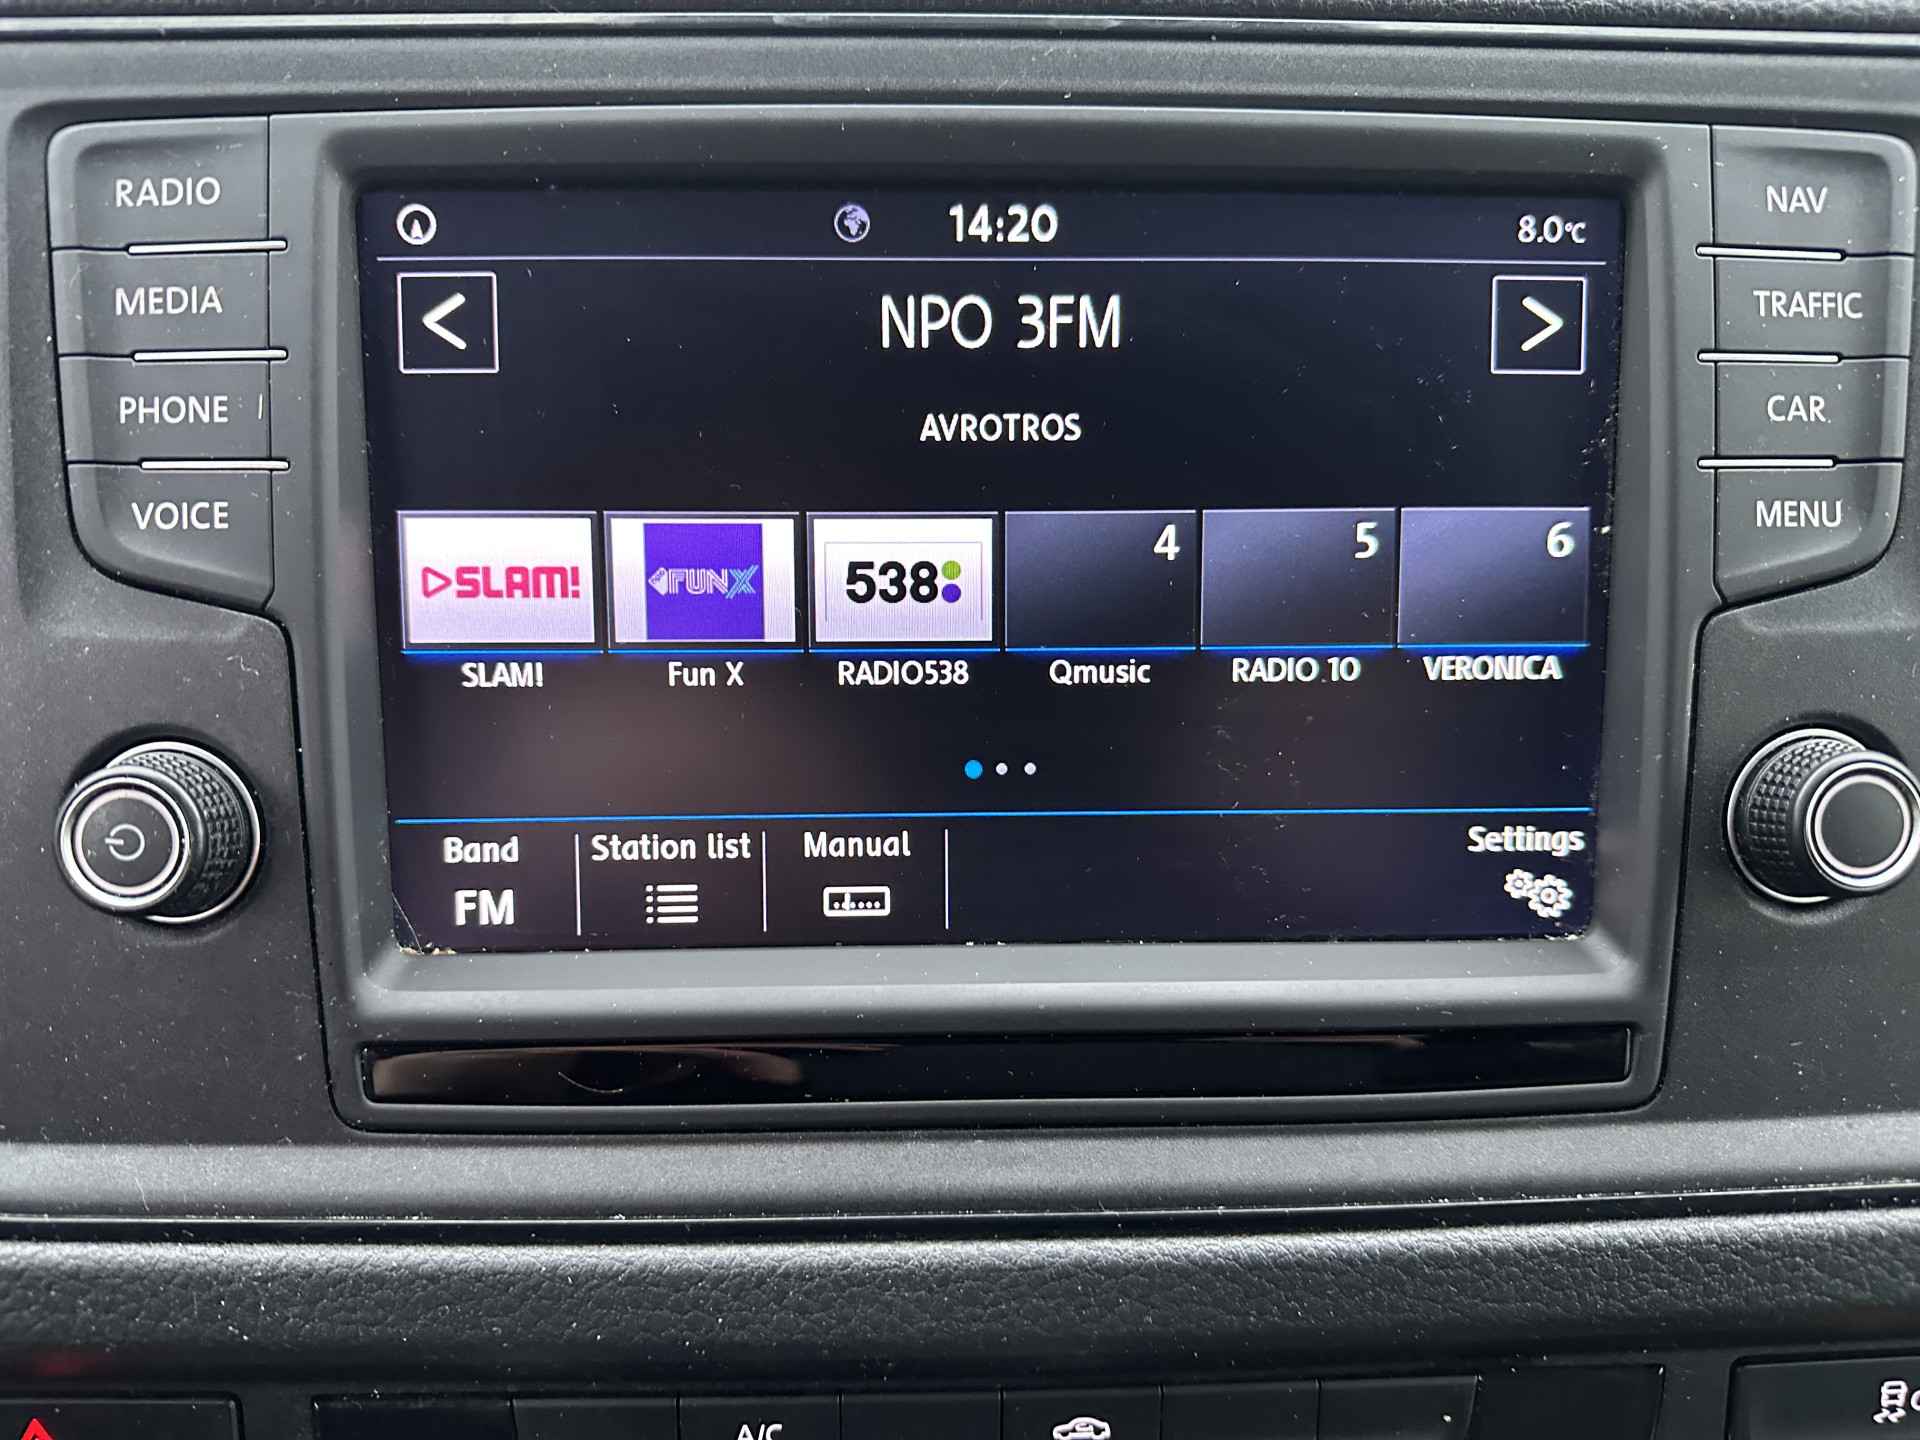 RADIO
MEDIA
PHONE
VOICE
14:20
8.0°C
<
NPO 3FM
>
AVROTROS
SLAM!
FUNX
538
4
5
6
SLAM!
Fun X
RADIO538
Qmusic
RADIO 10
VERONICA
Band
FM
Station list
Manual
Settings
NAV
TRAFFIC
CAR
MENU
A/C